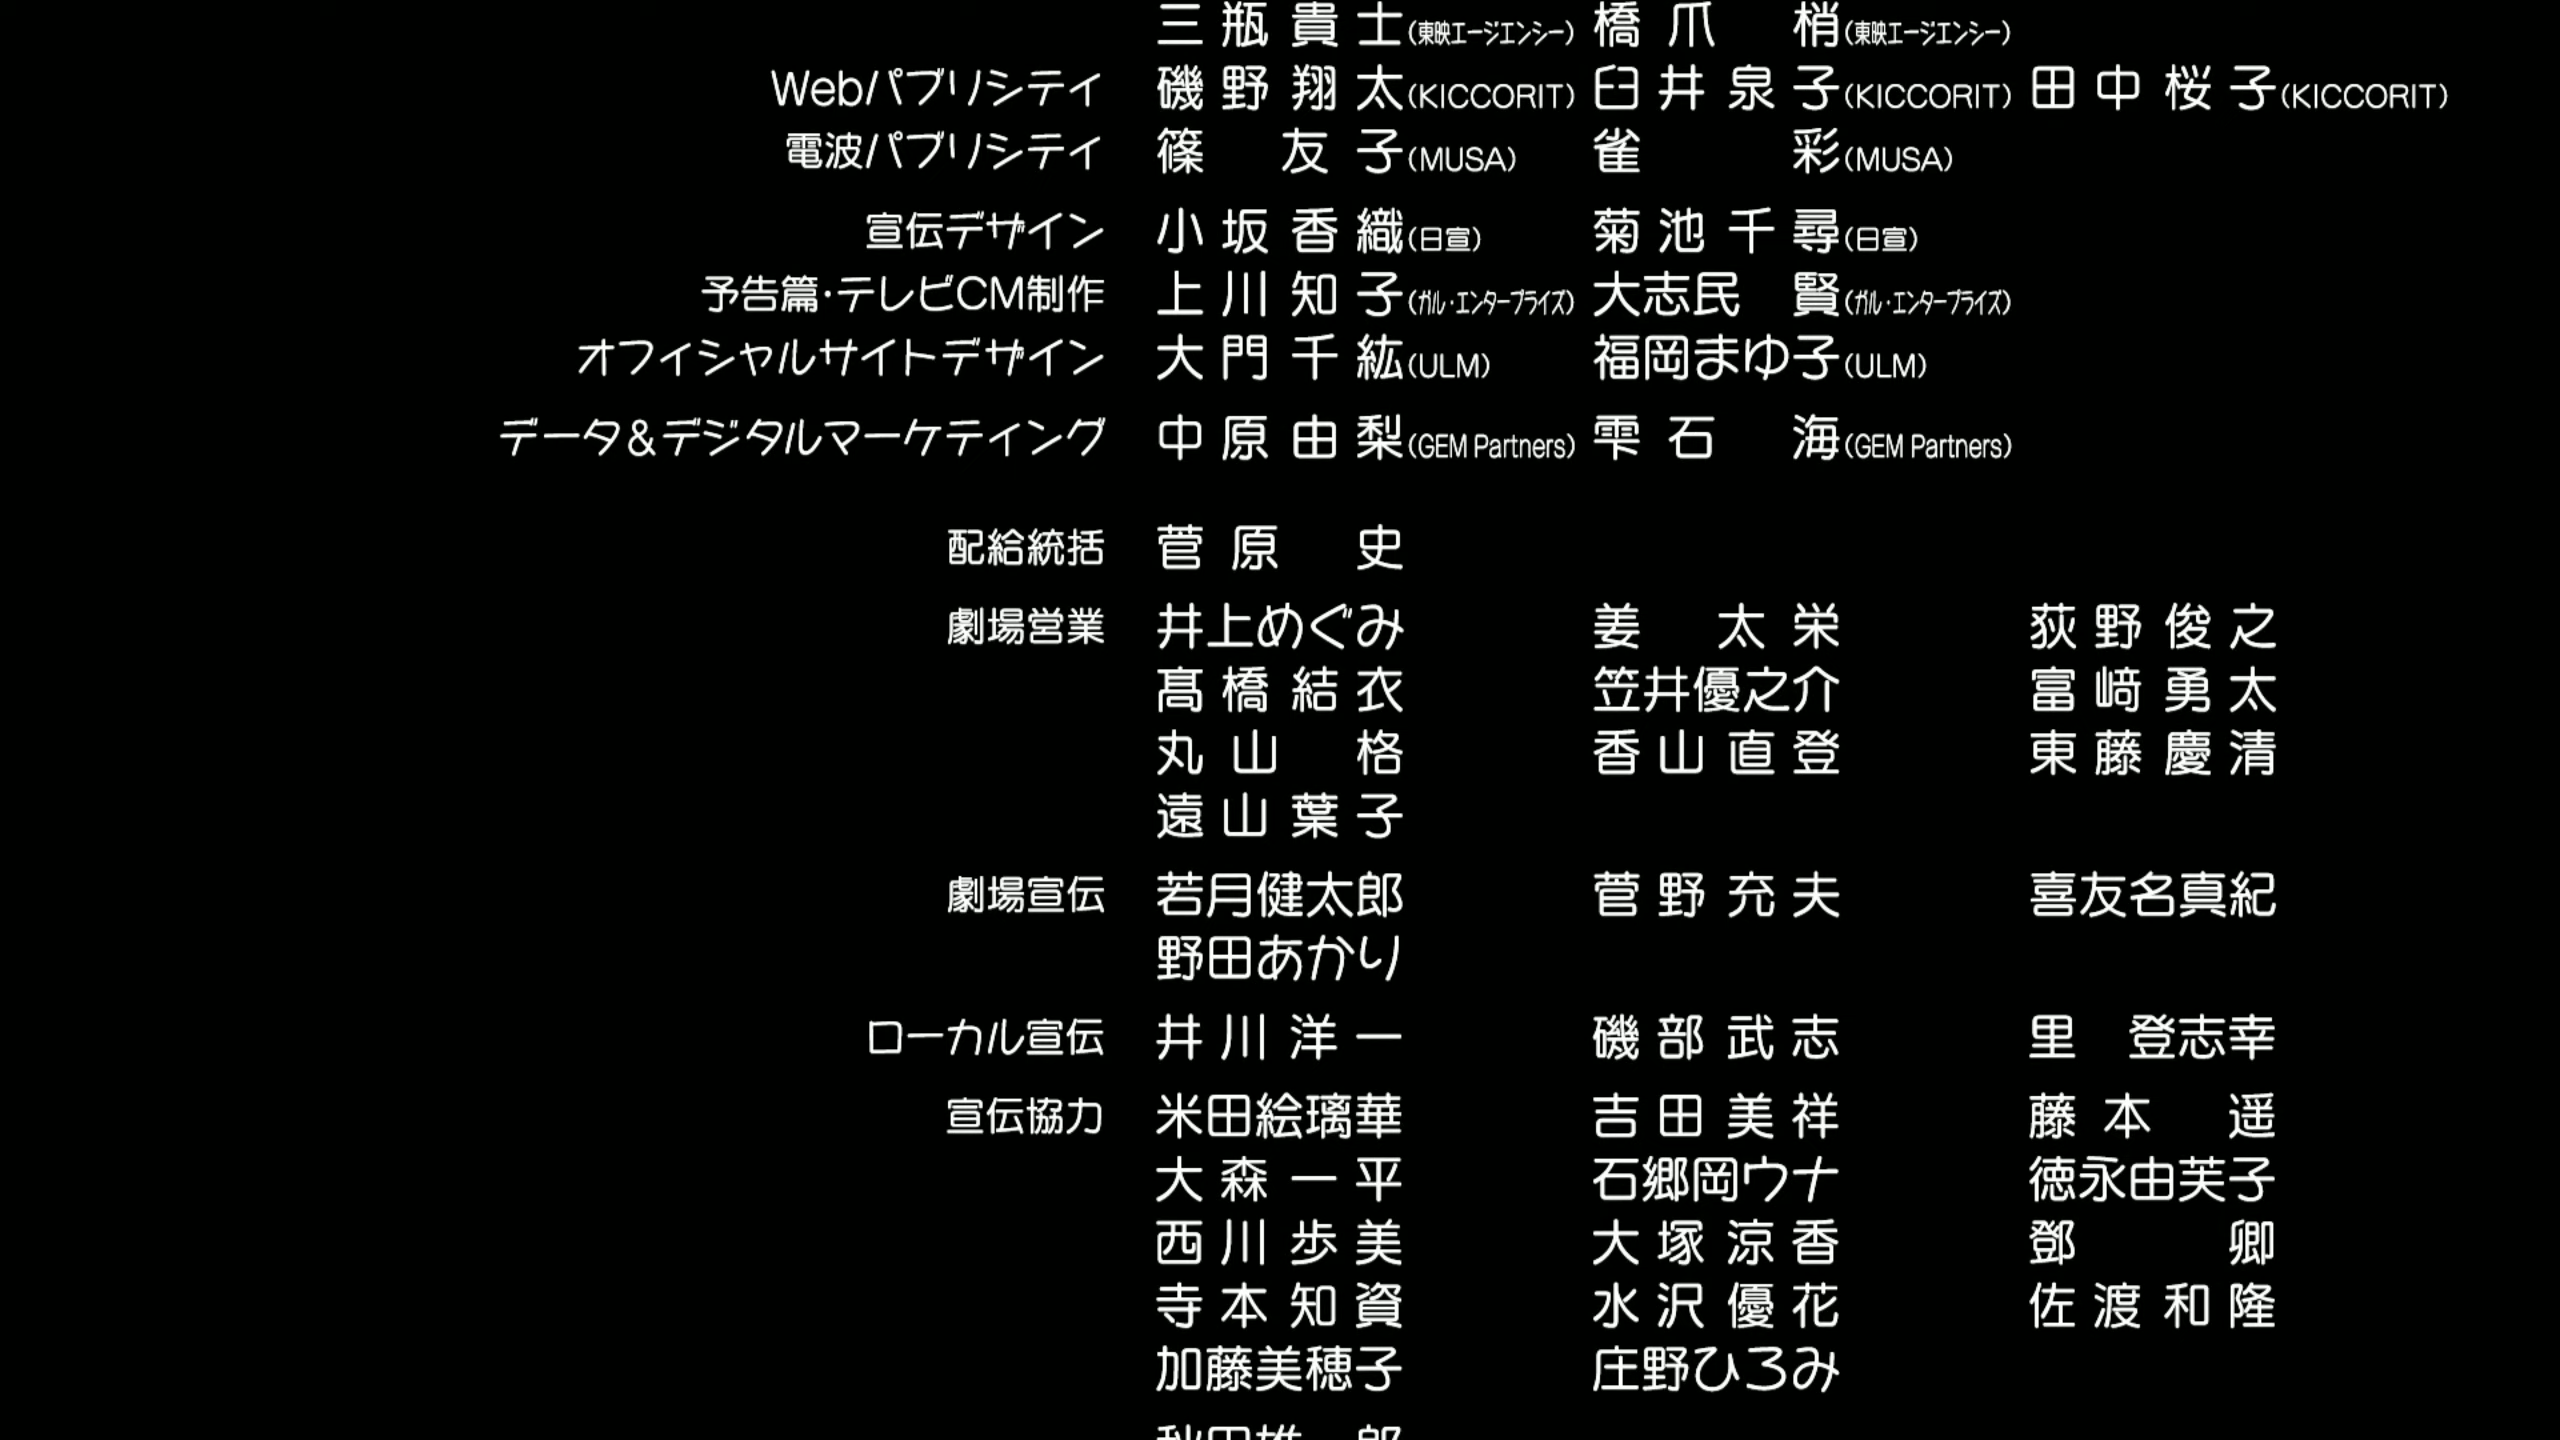 三瓶貴士(東映エージエンシー) 橋爪 梢(東映エージエンシー)
Webパブリシティ 磯野翔太(KICCORIT) 臼井泉子(KICCORIT) 田中桜子(KICCORIT)
電波パブリシティ 篠 友子(MUSA) 雀 彩(MUSA)
宣伝デザイン 小坂香織(日宣) 菊池千尋(日宣)
予告篇・テレビCM制作 上川知子(ガル・エンタープライズ) 大志民 賢(ガル・エンタープライズ)
オフィシャルサイトデザイン 大門千紘(ULM) 福岡まゆ子(ULM)
データ&デジタルマーケティング 中原由梨(GEM Partners) 雫石 海(GEM Partners)
配給統括 菅原 史
劇場営業 井上めぐみ 姜 太栄 荻野俊之
髙橋結衣 笠井優之介 富﨑勇太
丸山 格 香山直登 東藤慶清
遠山葉子
劇場宣伝 若月健太郎 菅野充夫 喜友名真紀
野田あかり
ローカル宣伝 井川洋一 磯部武志 里 登志幸
宣伝協力 米田絵璃華 吉田美祥 藤本 遥
大森一平 石郷岡ウナ 徳永由芙子
西川歩美 大塚涼香 鄧 卿
寺本知資 水沢優花 佐渡和隆
加藤美穂子 庄野ひろみ